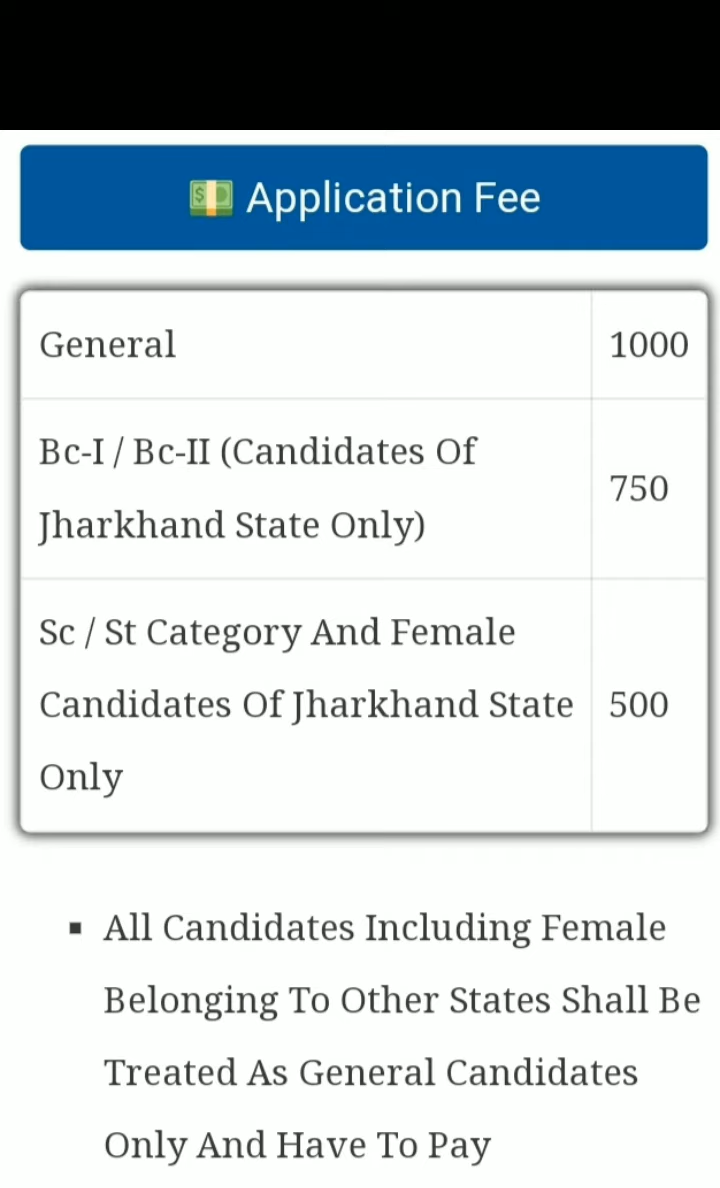 Application Fee
General 1000
Bc-I / Bc-II (Candidates Of
Jharkhand State Only) 750
Sc / St Category And Female
Candidates Of Jharkhand State 500
Only
▪ All Candidates Including Female
Belonging To Other States Shall Be
Treated As General Candidates
Only And Have To Pay